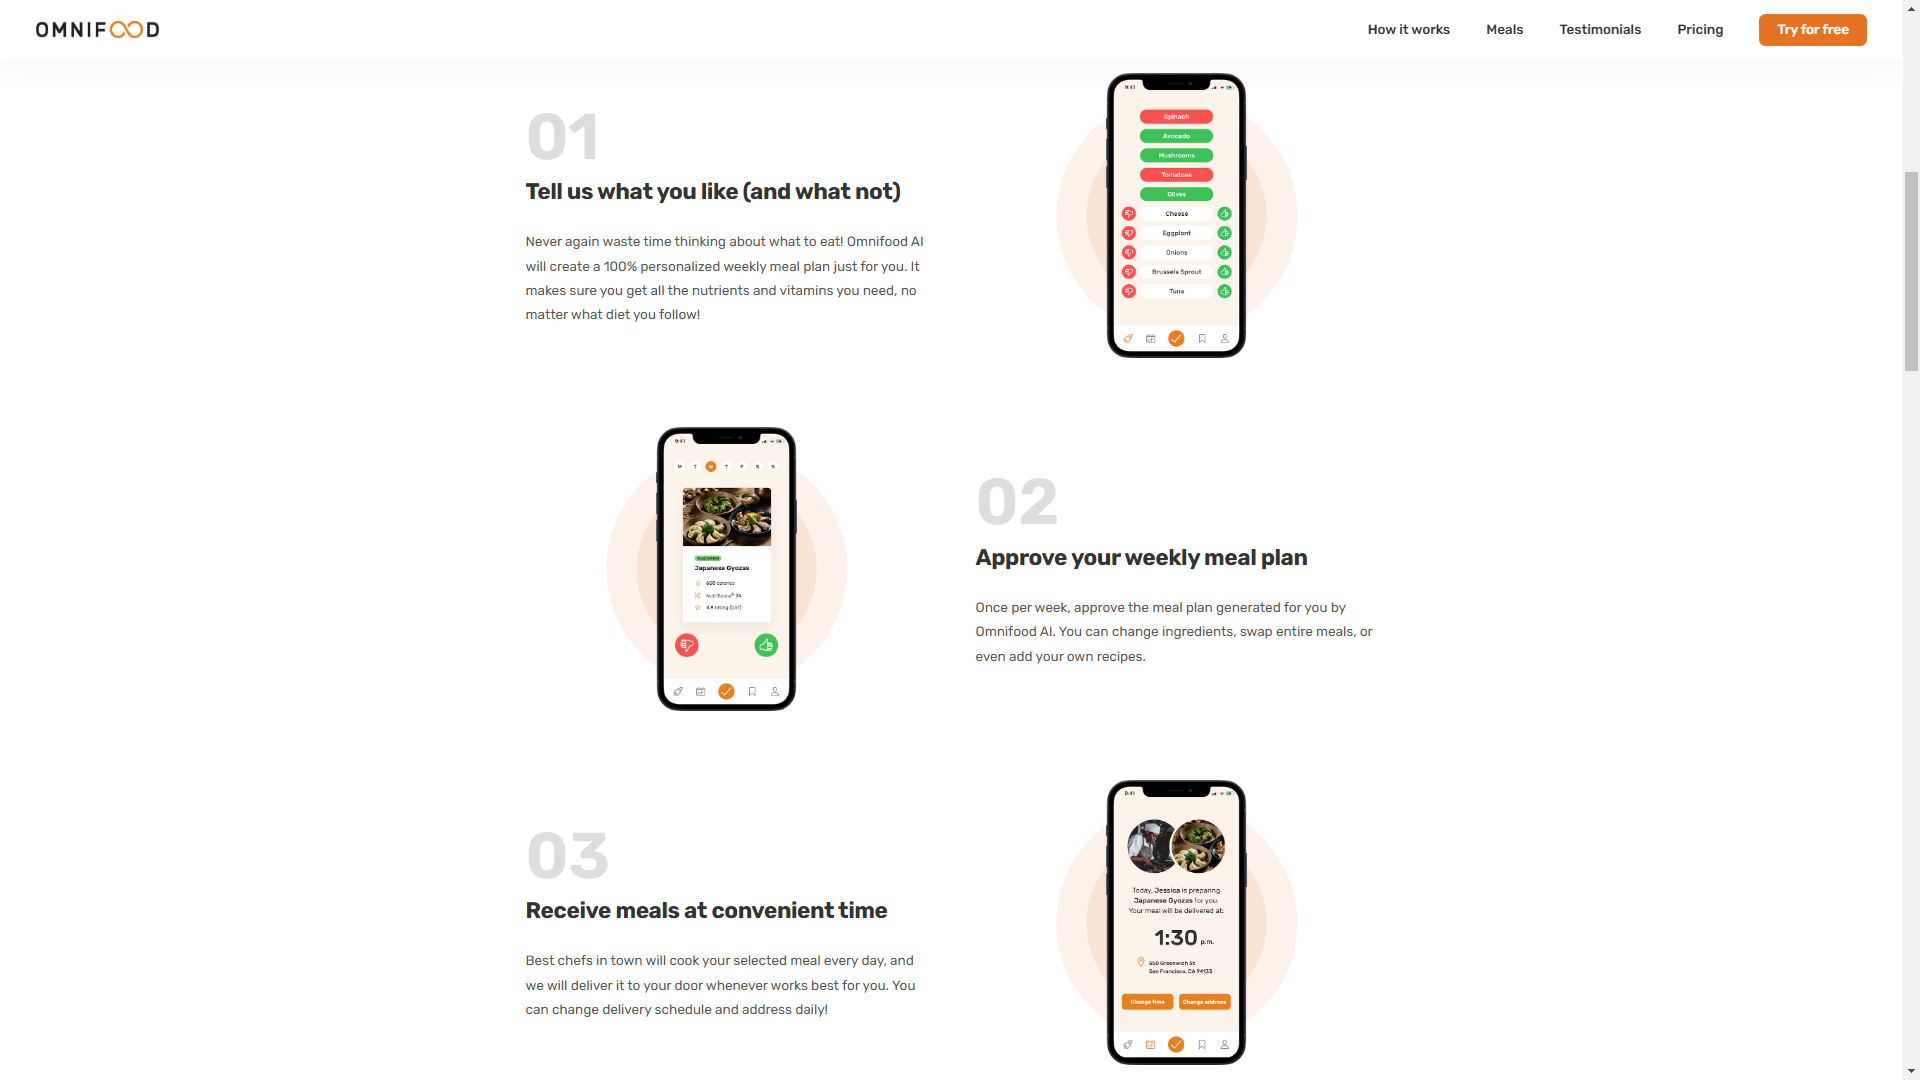 OMNIFOOD
How it works
Meals
Testimonials
Pricing
Try for free
01
Tell us what you like (and what not)
Never again waste time thinking about what to eat! Omnifood AI
will create a 100% personalized weekly meal plan just for you. It
makes sure you get all the nutrients and vitamins you need, no
matter what diet you follow!
9:41
Spinach
Avocado
Mushrooms
Tomatoes
Olives
Cheese
Eggplant
Onions
Brussels Sprout
Tuna
9:41
M T W T F S S
Japanese Gyozas
650 calories
NutriScore® 74
4.9 rating (537)
02
Approve your weekly meal plan
Once per week, approve the meal plan generated for you by
Omnifood AI. You can change ingredients, swap entire meals, or
even add your own recipes.
03
Receive meals at convenient time
Best chefs in town will cook your selected meal every day, and
we will deliver it to your door whenever works best for you. You
can change delivery schedule and address daily!
9:41
Today, Jessica is preparing
Japanese Gyozas for you.
Your meal will be delivered at:
1:30 p.m.
550 Greenwich St
San Francisco, CA 94133
Change time
Change address